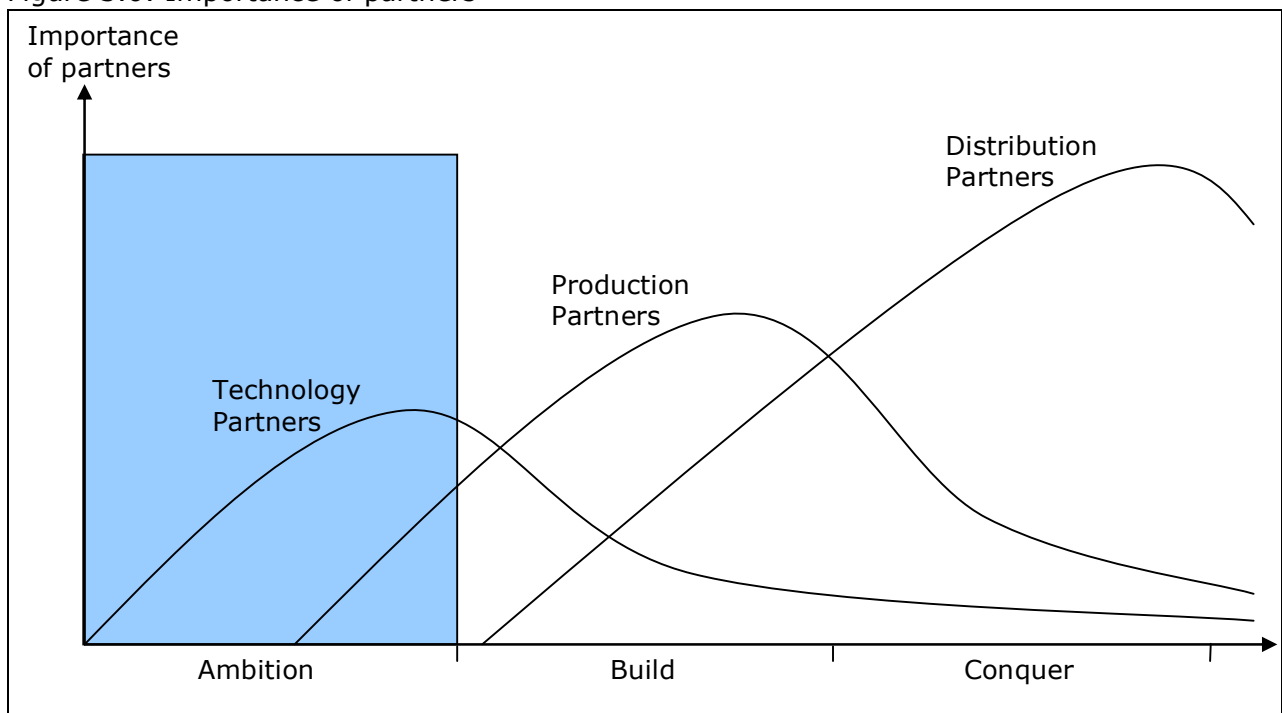 Importance
of partners
Distribution
Partners
Production
Partners
Technology
Partners
Ambition
Build
Conquer